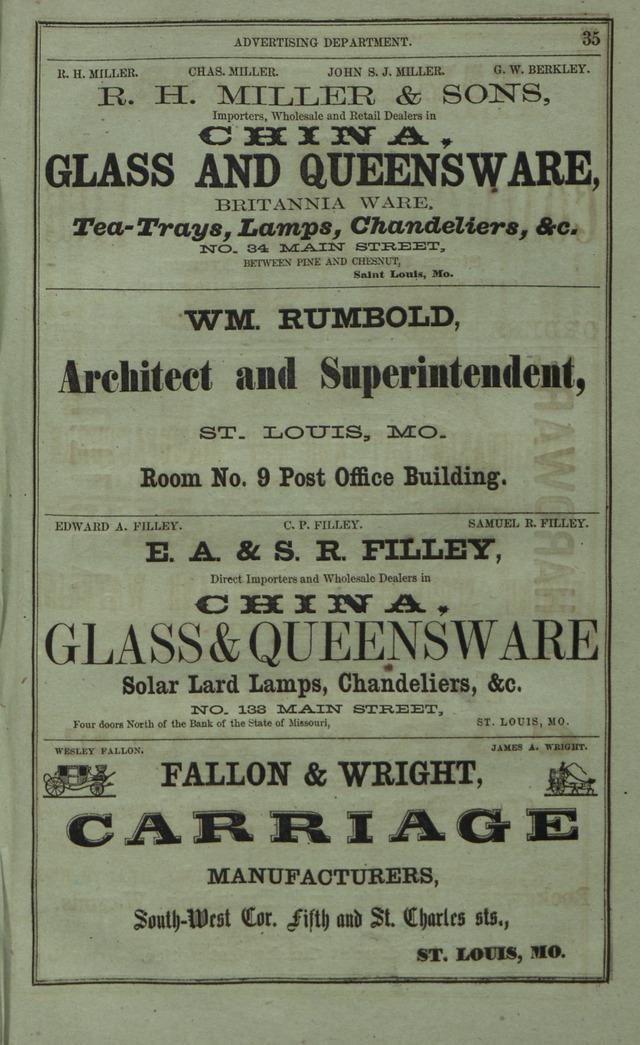 ADVERTISING DEPARTMENT. 35
R. H. MILLER. CHAS. MILLER. JOHN S. J. MILLER. G. W. BERKLEY.
R. H. MILLER & SONS,
Importers, Wholesale and Retail Dealers in
CHINA,
GLASS AND QUEENSWARE,
BRITANNIA WARE,
Tea-Trays, Lamps, Chandeliers, &c.
NO. 34 MAIN STREET,
BETWEEN PINE AND CHESNUT,
Saint Louis, Mo.
WM. RUMBOLD,
Architect and Superintendent,
ST. LOUIS, MO.
Room No. 9 Post Office Building.
EDWARD A. FILLEY. C. P. FILLEY. SAMUEL R. FILLEY.
E. A. & S. R. FILLEY,
Direct Importers and Wholesale Dealers in
CHINA,
GLASS & QUEENSWARE
Solar Lard Lamps, Chandeliers, &c.
NO. 133 MAIN STREET,
Four doors North of the Bank of the State of Missouri, ST. LOUIS, MO.
WESLEY FALLON. JAMES A. WRIGHT.
FALLON & WRIGHT,
CARRIAGE
MANUFACTURERS,
South-West Cor. Fifth and St. Charles sts.,
ST. LOUIS, MO.